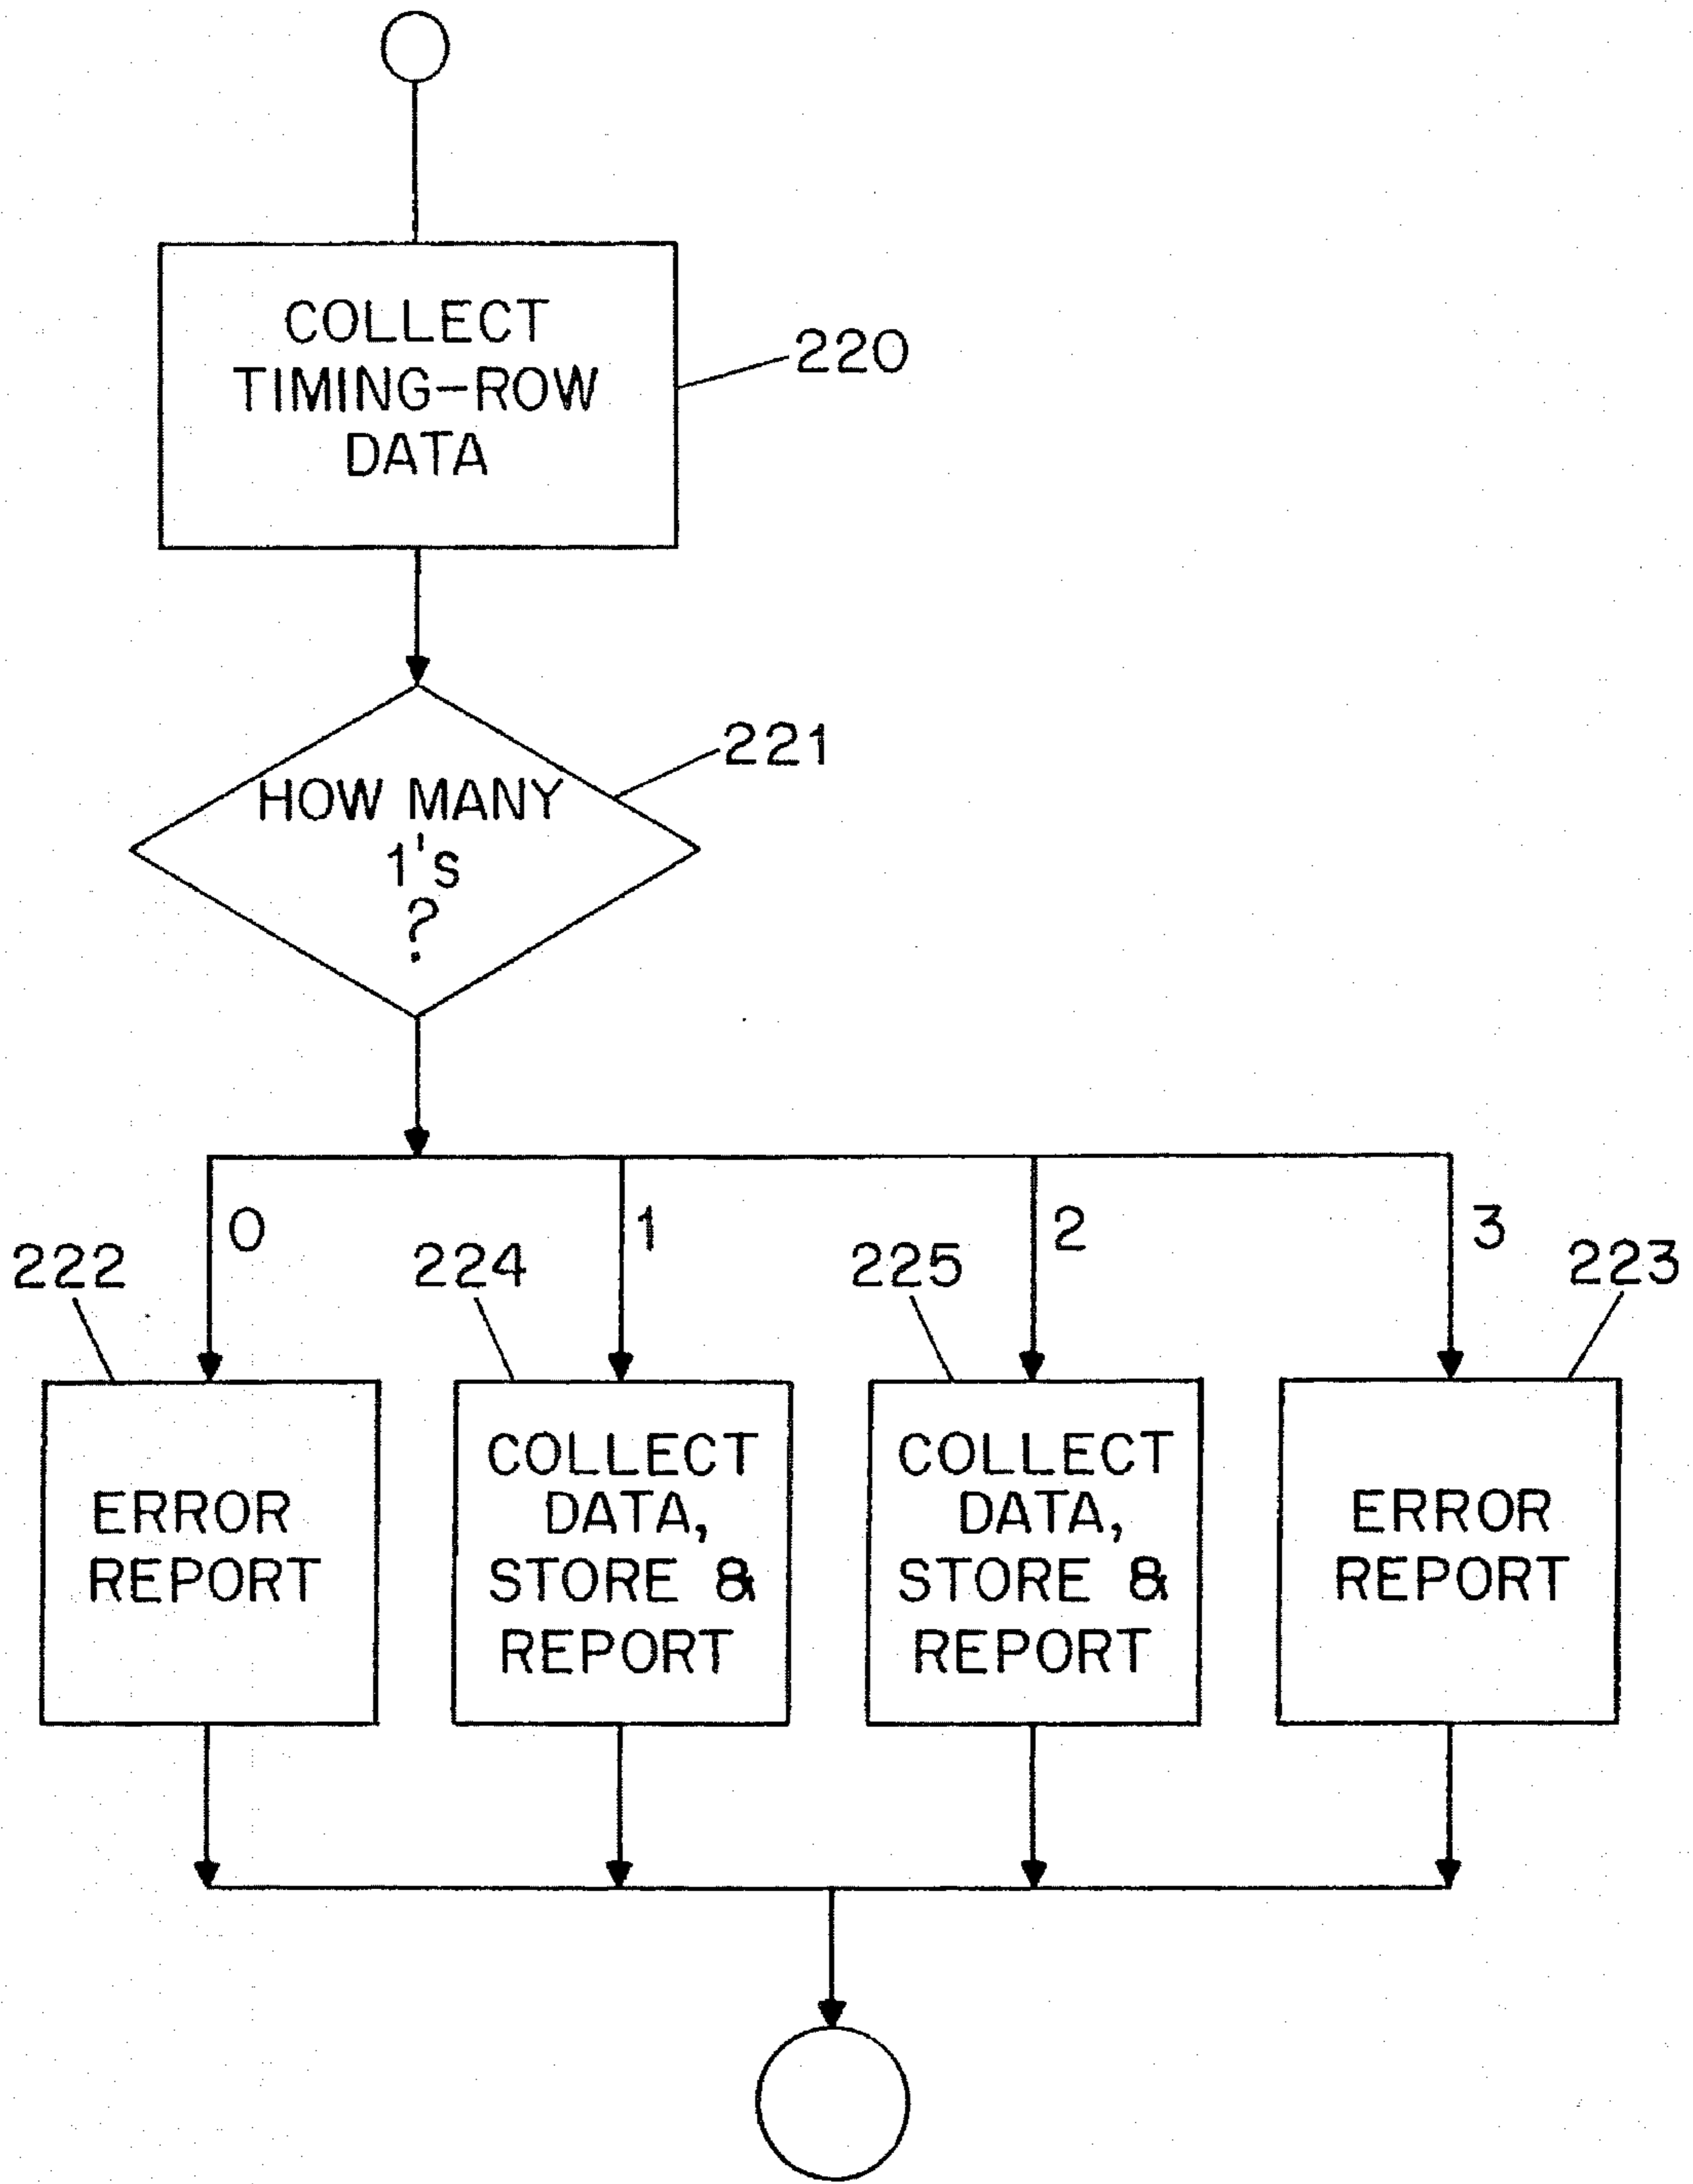 COLLECT
TIMING-ROW
DATA
220
221
HOW MANY
1's
?
0
1
2
3
222
224
225
223
ERROR
REPORT
COLLECT
DATA,
STORE &
REPORT
COLLECT
DATA,
STORE &
REPORT
ERROR
REPORT